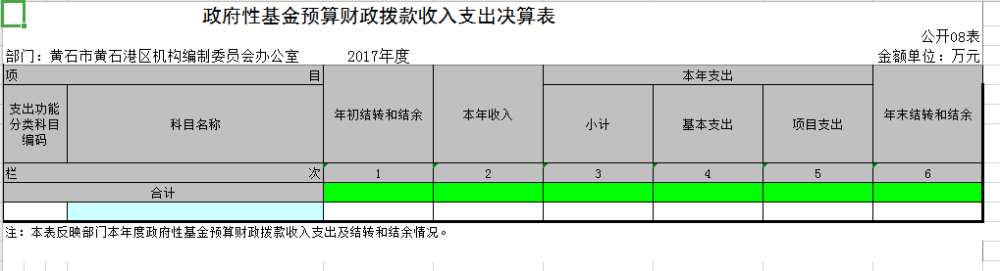 政府性基金预算财政拨款收入支出决算表
公开08表
部门：黄石市黄石港区机构编制委员会办公室 2017年度 金额单位：万元
项 目 年初结转和结余 本年收入 本年支出 年末结转和结余
支出功能分类科目编码 科目名称 小计 基本支出 项目支出
栏 次 1 2 3 4 5 6
合计
注：本表反映部门本年度政府性基金预算财政拨款收入支出及结转和结余情况。